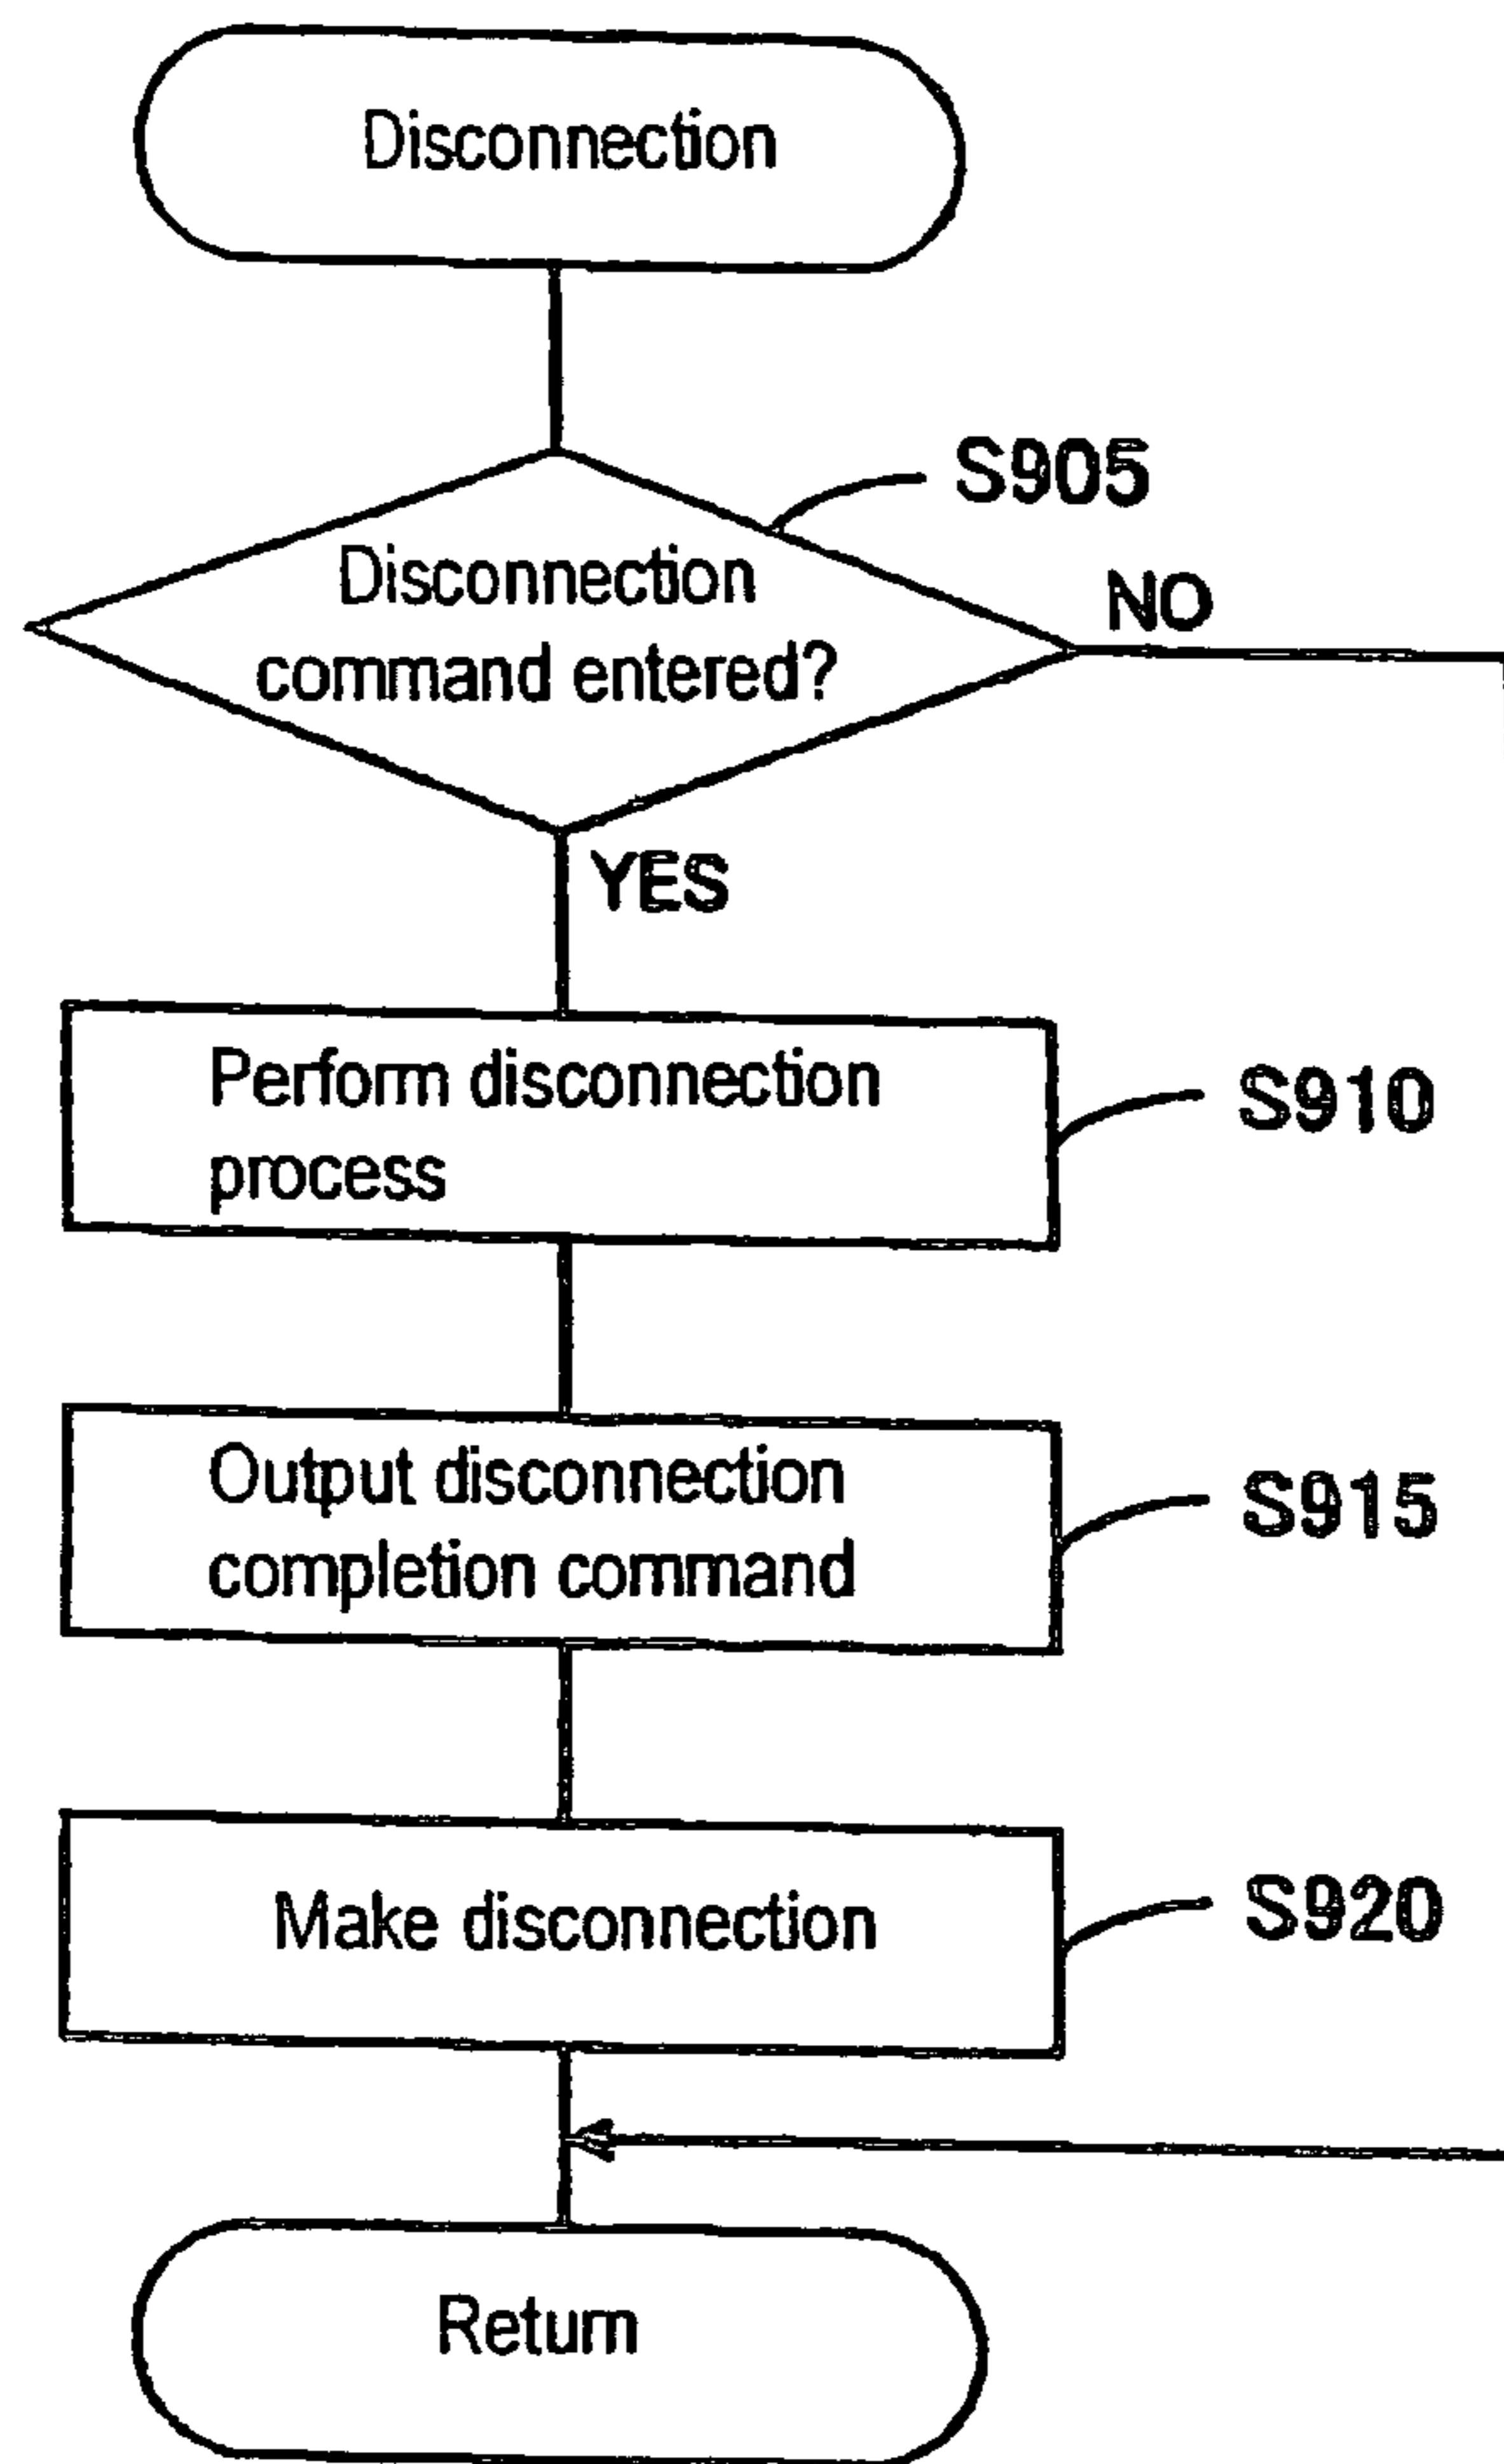 Disconnection
S905
Disconnection
command entered?
NO
YES
Perform disconnection
process
S910
Output disconnection
completion command
S915
Make disconnection
S920
Return